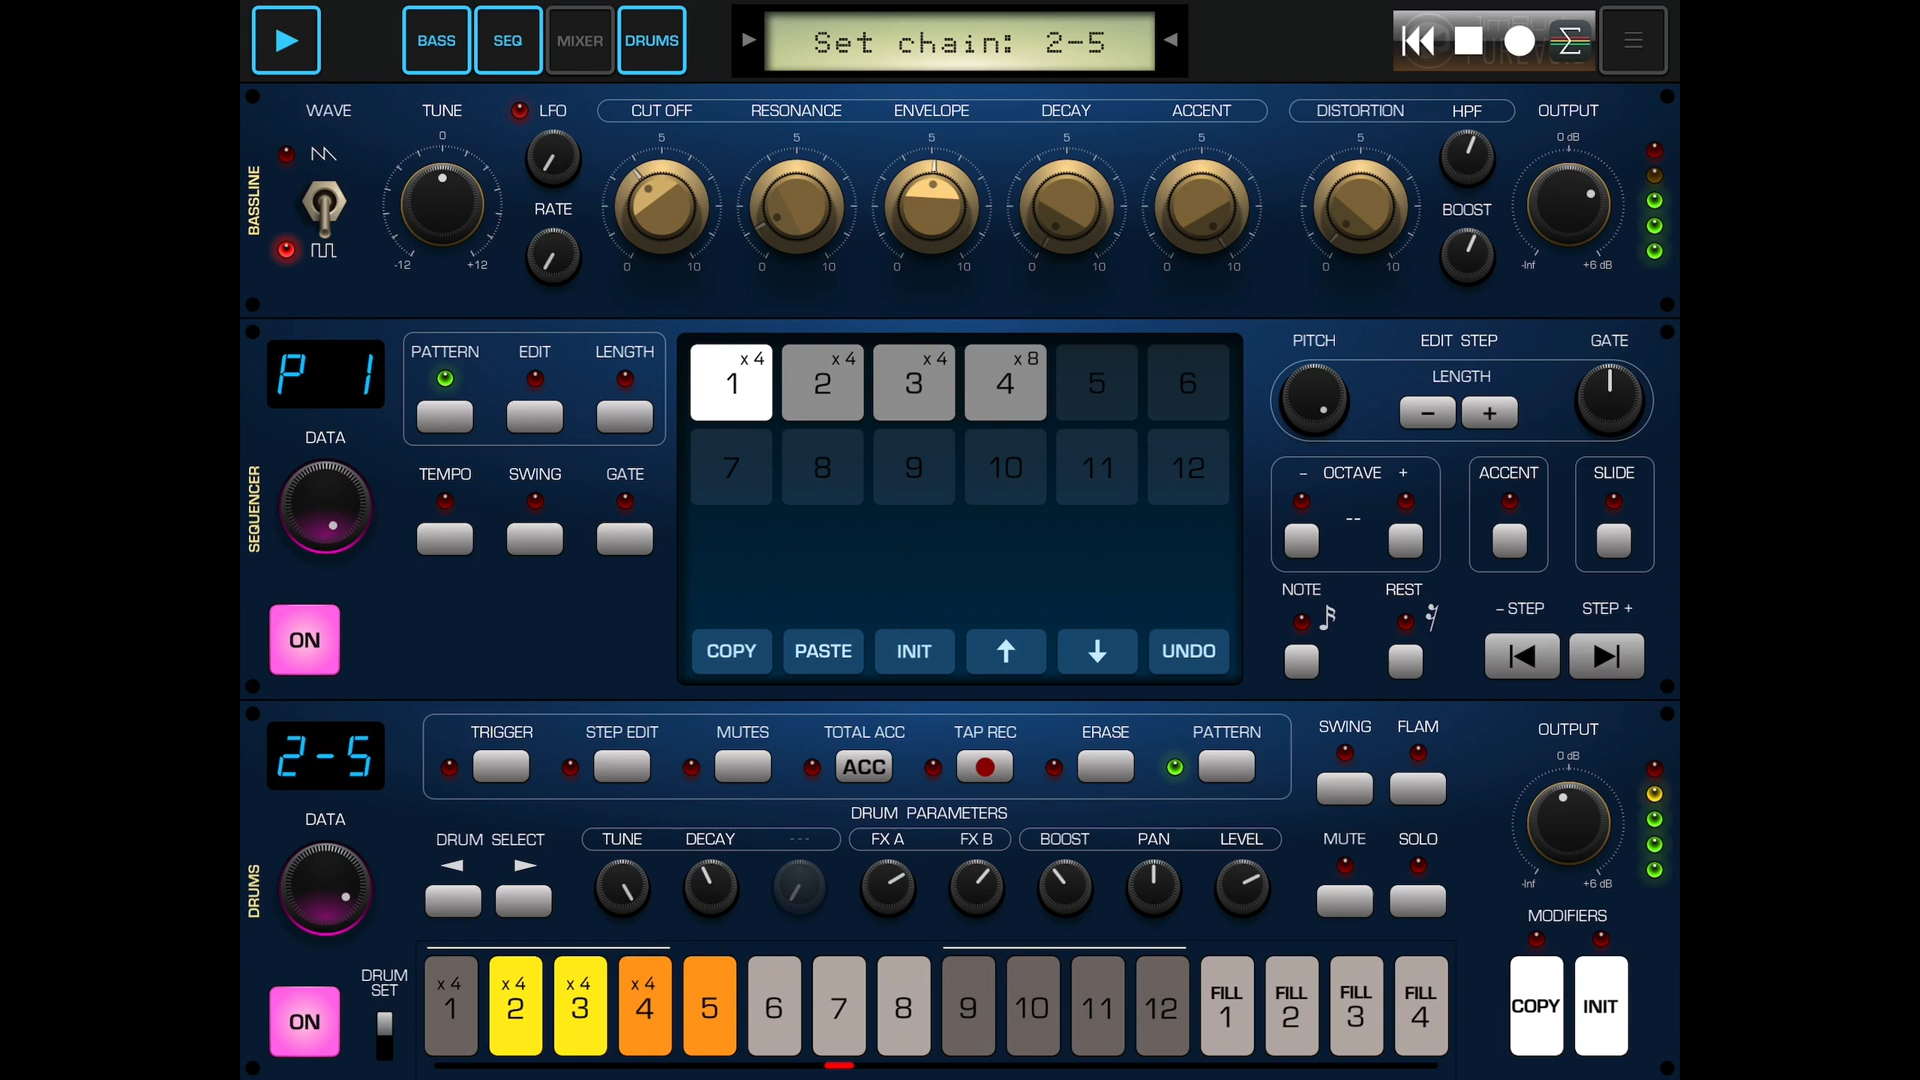 BASS SEQ MIXER DRUMS
Set chain: 2-5
BASSLINE
WAVE TUNE LFO CUT OFF RESONANCE ENVELOPE DECAY ACCENT DISTORTION HPF OUTPUT
0 5 5 5 5 5 5 0 dB
RATE BOOST
-12 +12 0 10 0 10 0 10 0 10 0 10 0 10 -Inf +6 dB
SEQUENCER
P 1
PATTERN EDIT LENGTH
DATA
TEMPO SWING GATE
ON
x 4 x 4 x 4 x 8
1 2 3 4 5 6
7 8 9 10 11 12
COPY PASTE INIT ↑ ↓ UNDO
PITCH EDIT STEP GATE
LENGTH
- +
- OCTAVE + ACCENT SLIDE
--
NOTE REST - STEP STEP +
DRUMS
2-5
TRIGGER STEP EDIT MUTES TOTAL ACC TAP REC ERASE PATTERN
ACC
SWING FLAM OUTPUT
0 dB
DATA
DRUM PARAMETERS
DRUM SELECT TUNE DECAY --- FX A FX B BOOST PAN LEVEL MUTE SOLO
-Inf +6 dB
MODIFIERS
DRUM SET
ON
x 4 x 4 x 4 x 4
1 2 3 4 5 6 7 8 9 10 11 12 FILL 1 FILL 2 FILL 3 FILL 4
COPY INIT